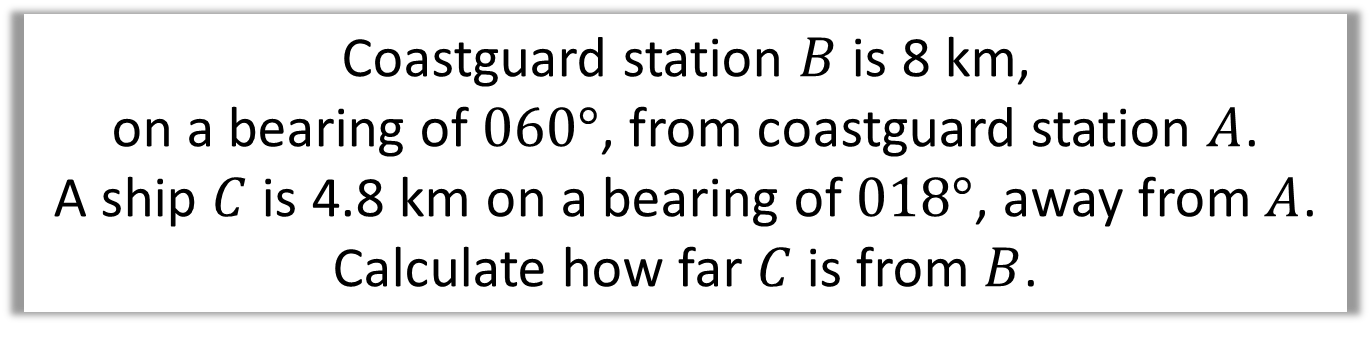 Coastguard station B is 8 km,
on a bearing of 060°, from coastguard station A.
A ship C is 4.8 km on a bearing of 018°, away from A.
Calculate how far C is from B.